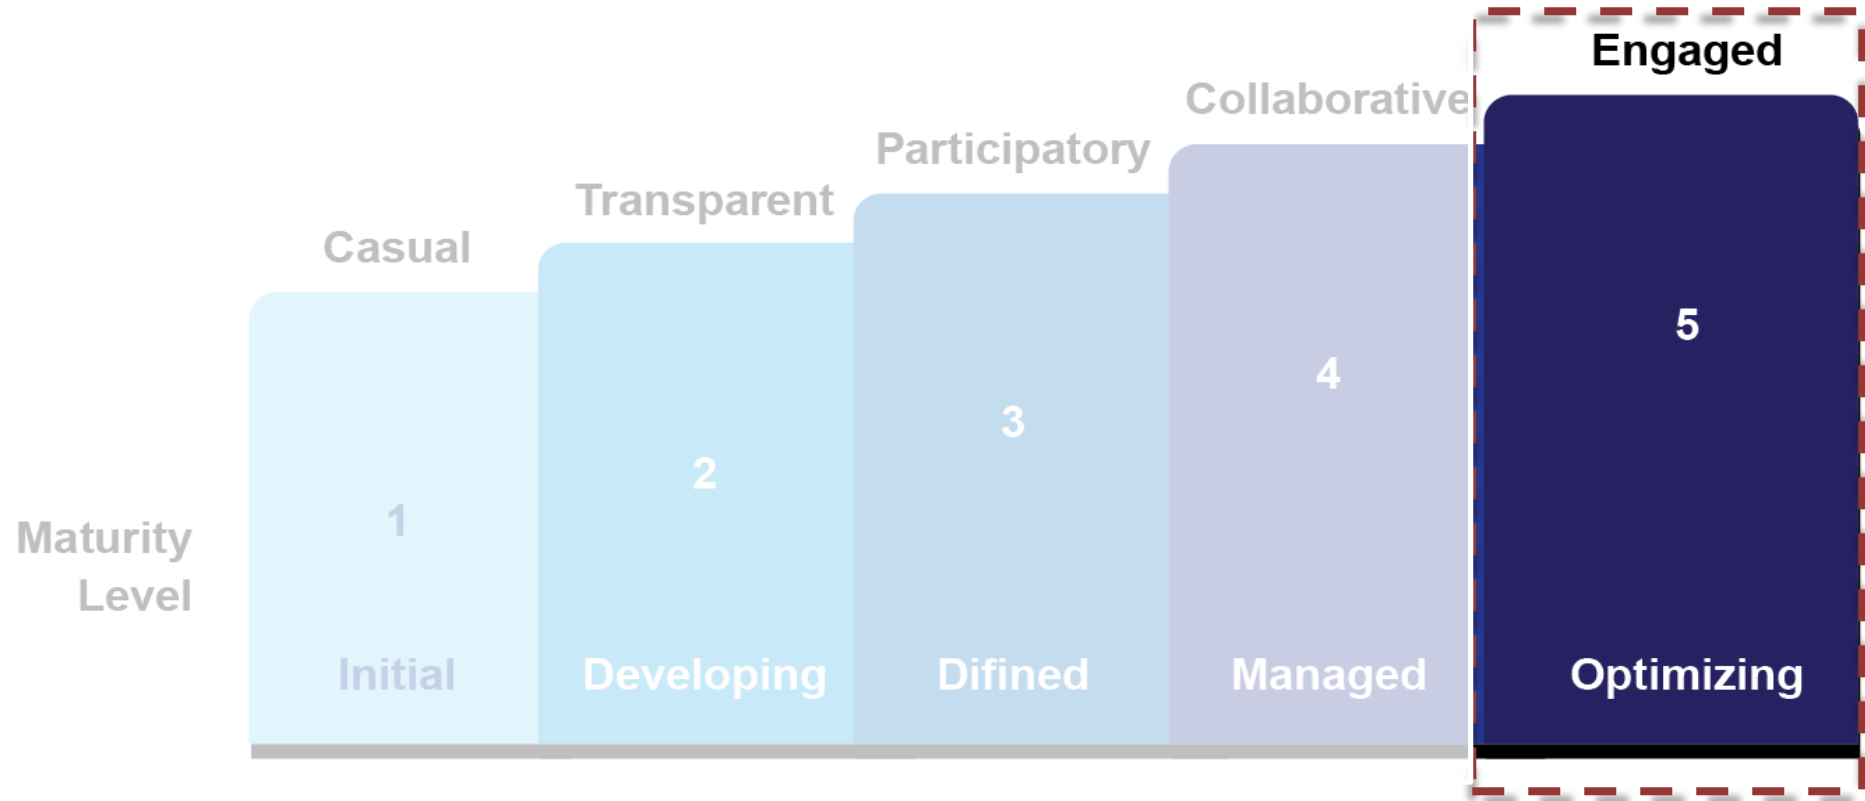 Engaged
Collaborative
Participatory
Transparent
Casual
5
4
3
2
1
Maturity
Level
Initial
Developing
Difined
Managed
Optimizing